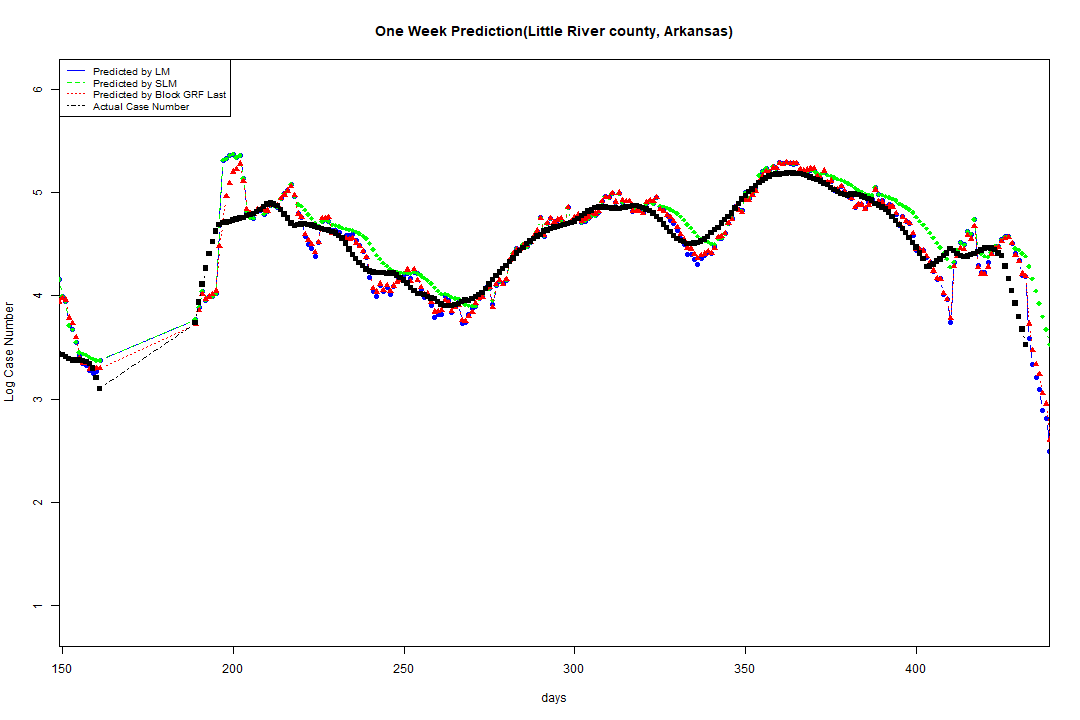 One Week Prediction(Little River county, Arkansas)
Predicted by LM
Predicted by SLM
Predicted by Block GRF Last
Actual Case Number
Log Case Number
6
5
4
3
2
1
150 200 250 300 350 400
days